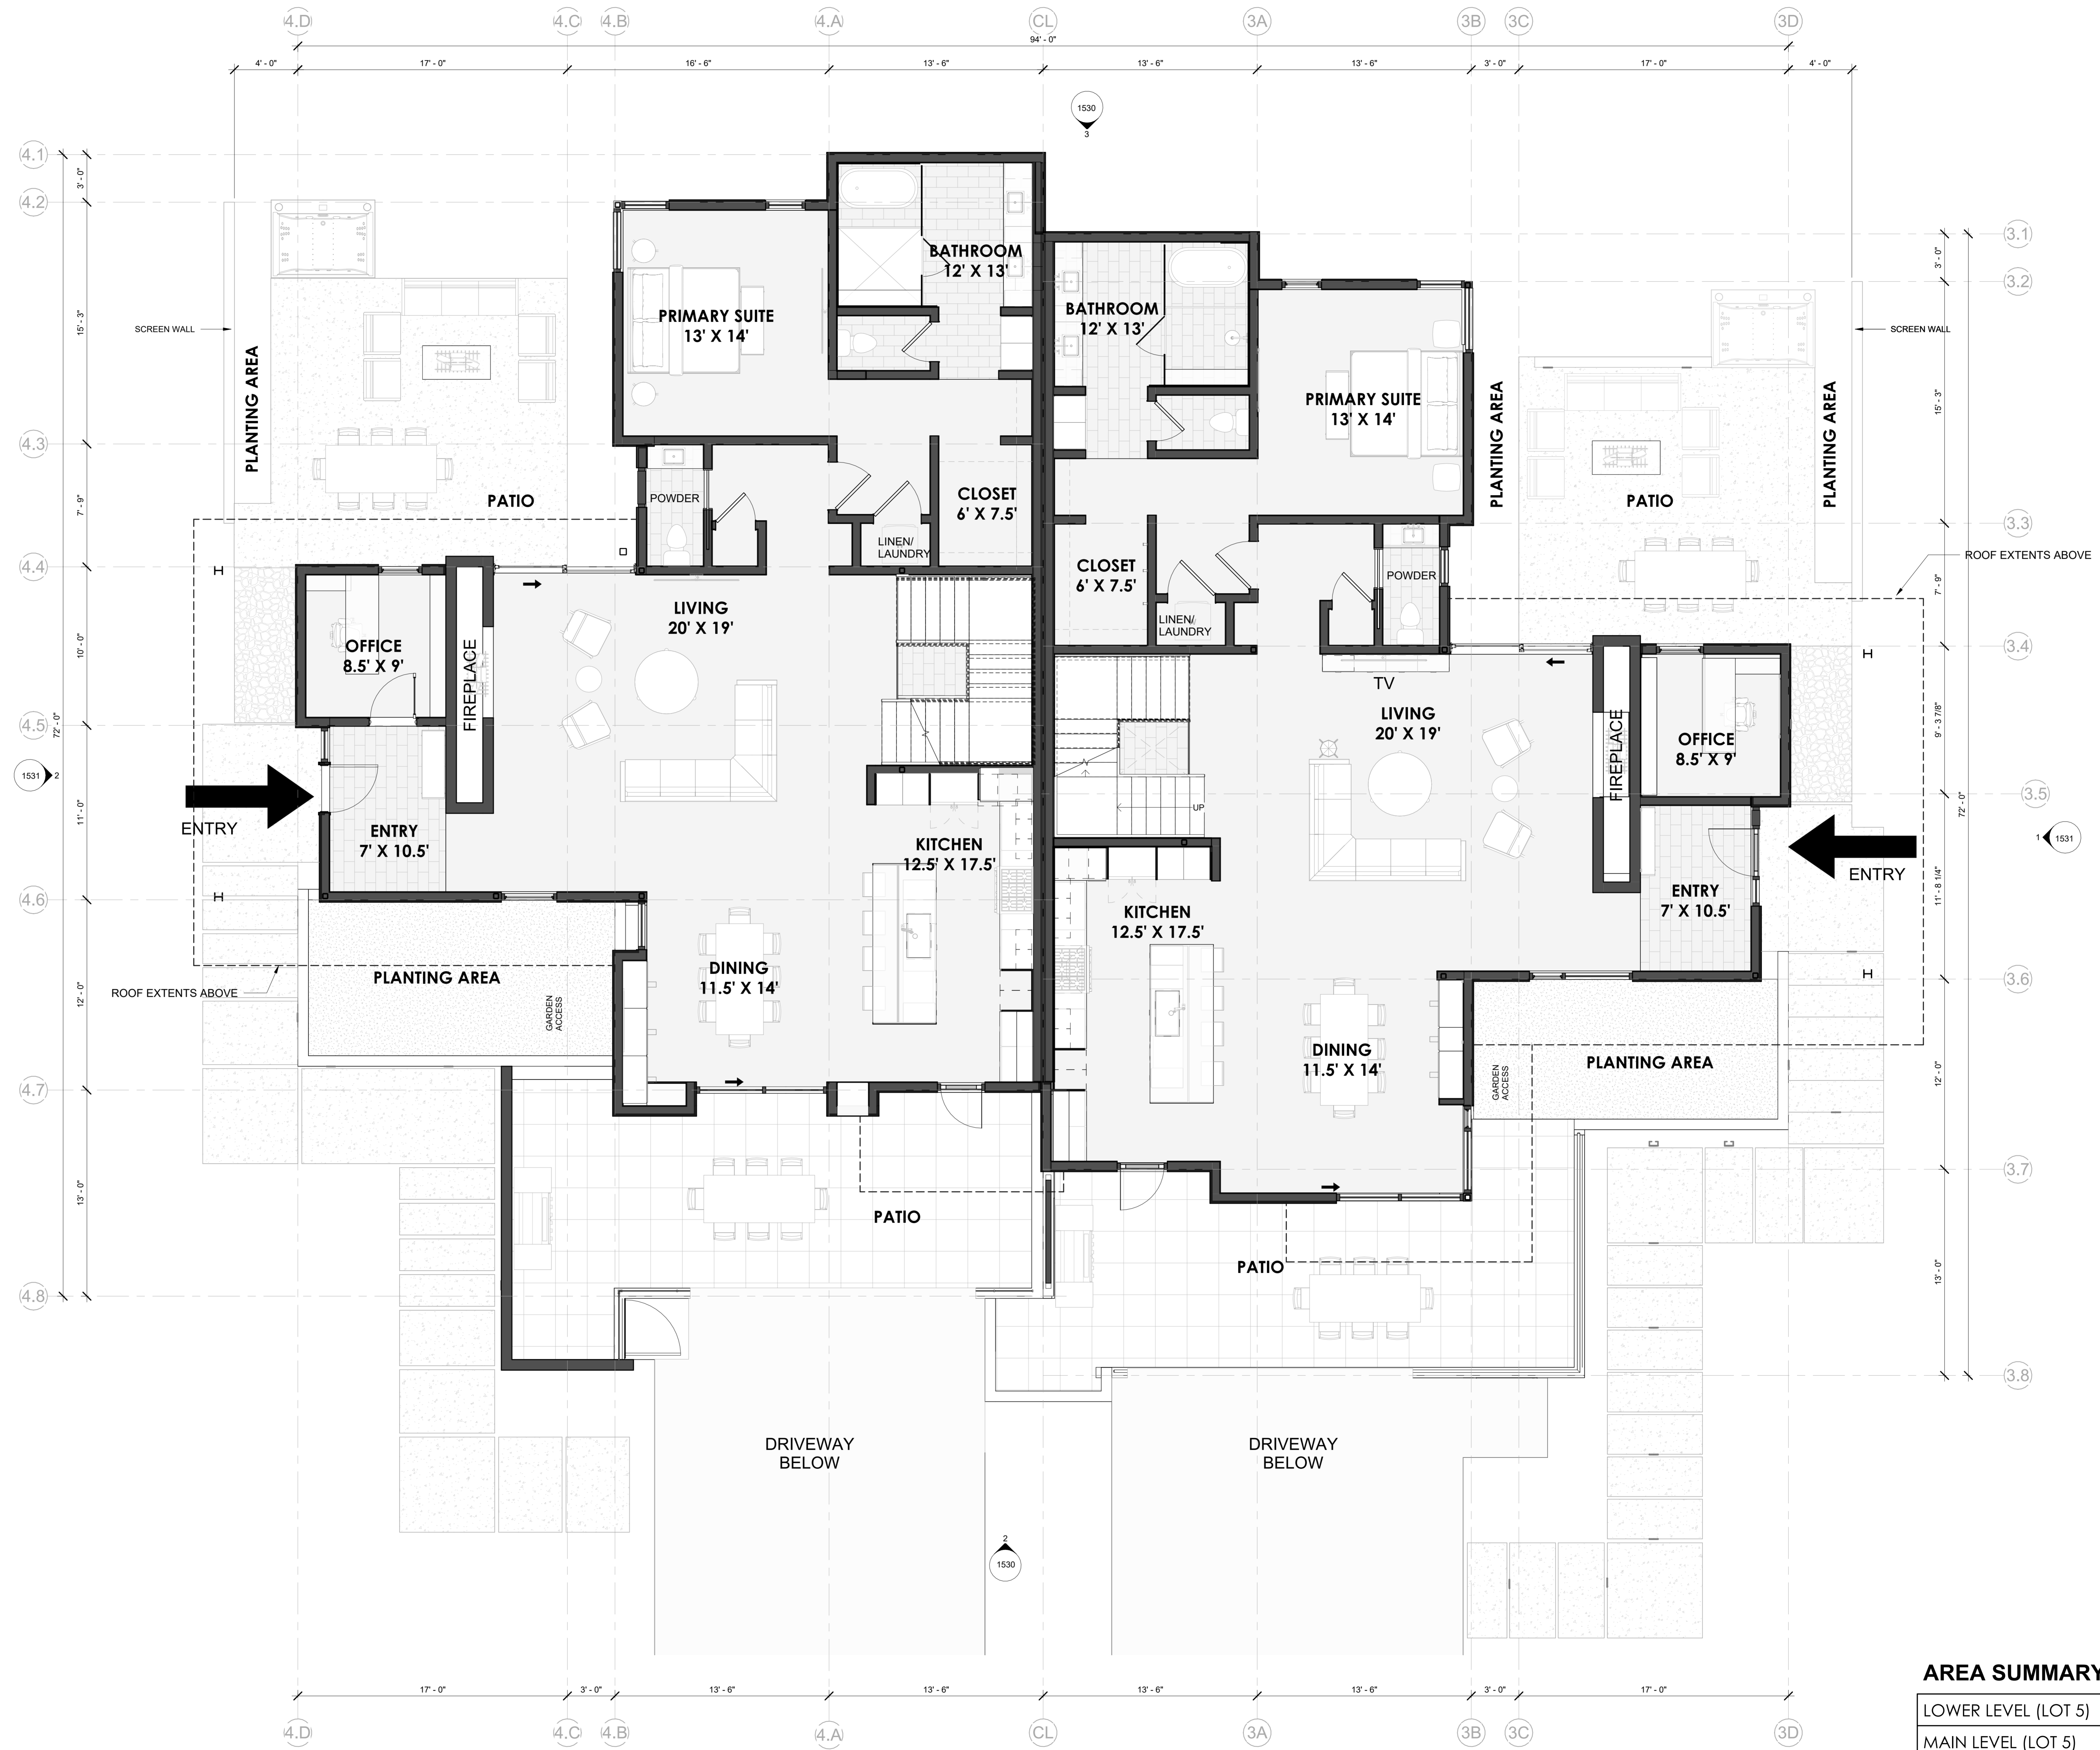 4.D
4.C
4.B
4.A
CL
3A
3B
3C
3D
94' - 0"
4' - 0"
17' - 0"
16' - 6"
13' - 6"
13' - 6"
13' - 6"
3' - 0"
17' - 0"
4' - 0"
1530
3
4.1
4.2
4.3
4.4
4.5
4.6
4.7
4.8
3' - 0"
15' - 3"
7' - 9"
10' - 0"
11' - 0"
12' - 0"
13' - 0"
72' - 0"
1531
2
SCREEN WALL
PLANTING AREA
PATIO
PRIMARY SUITE
13' X 14'
BATHROOM
12' X 13'
POWDER
LINEN/
LAUNDRY
CLOSET
6' X 7.5'
OFFICE
8.5' X 9'
FIREPLACE
LIVING
20' X 19'
ENTRY
ENTRY
7' X 10.5'
KITCHEN
12.5' X 17.5'
DINING
11.5' X 14'
PLANTING AREA
GARDEN
ACCESS
ROOF EXTENTS ABOVE
PATIO
DRIVEWAY
BELOW
BATHROOM
12' X 13'
PRIMARY SUITE
13' X 14'
PLANTING AREA
PATIO
PLANTING AREA
SCREEN WALL
CLOSET
6' X 7.5'
LINEN/
LAUNDRY
POWDER
ROOF EXTENTS ABOVE
TV
LIVING
20' X 19'
FIREPLACE
OFFICE
8.5' X 9'
UP
ENTRY
ENTRY
7' X 10.5'
KITCHEN
12.5' X 17.5'
DINING
11.5' X 14'
GARDEN
ACCESS
PLANTING AREA
PATIO
DRIVEWAY
BELOW
3.1
3.2
3.3
3.4
3.5
3.6
3.7
3.8
3' - 0"
15' - 3"
7' - 9"
9' - 3 7/8"
11' - 8 1/4"
12' - 0"
13' - 0"
72' - 0"
1
1531
2
1530
17' - 0"
3' - 0"
13' - 6"
13' - 6"
13' - 6"
13' - 6"
3' - 0"
17' - 0"
4.D
4.C
4.B
4.A
CL
3A
3B
3C
3D
AREA SUMMARY
LOWER LEVEL (LOT 5)
MAIN LEVEL (LOT 5)